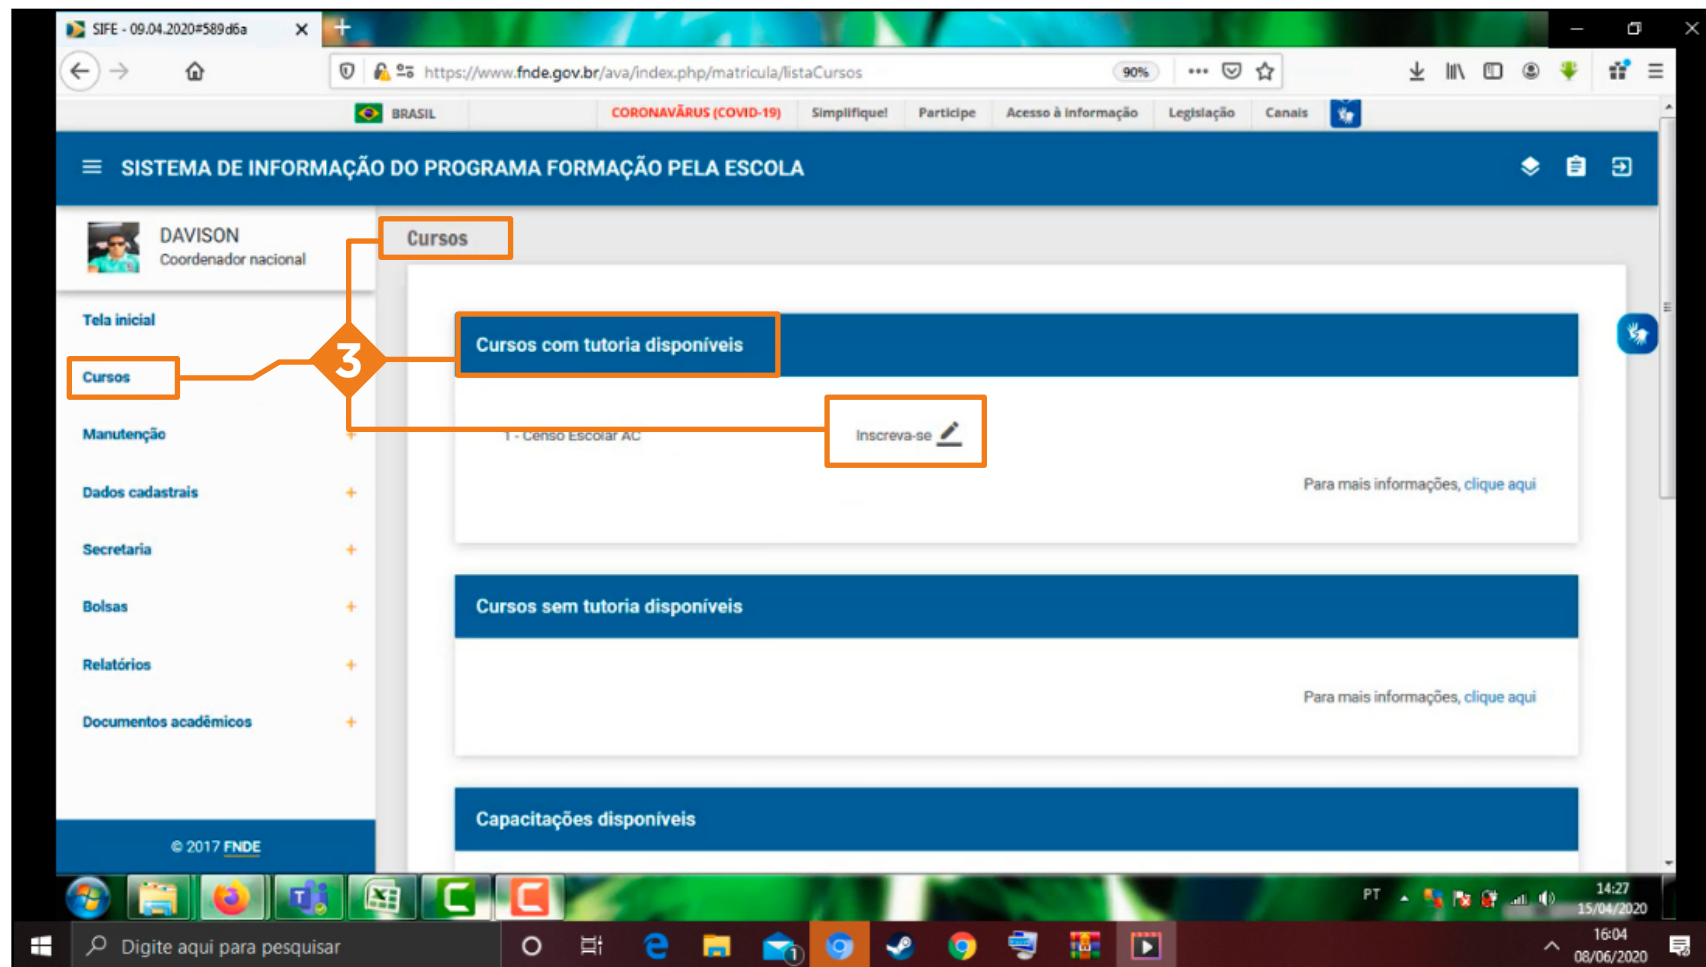 SIFE - 09.04.2020#589d6a
https://www.fnde.gov.br/ava/index.php/matricula/listaCursos
90%
BRASIL
CORONAVÃRUS (COVID-19)
Simplifique!
Participe
Acesso à informação
Legislação
Canais
SISTEMA DE INFORMAÇÃO DO PROGRAMA FORMAÇÃO PELA ESCOLA
DAVISON
Coordenador nacional
Cursos
Tela inicial
Cursos
Manutenção
Dados cadastrais
Secretaria
Bolsas
Relatórios
Documentos acadêmicos
© 2017 FNDE
3
Cursos com tutoria disponíveis
1 - Censo Escolar AC
Inscreva-se
Para mais informações, clique aqui
Cursos sem tutoria disponíveis
Para mais informações, clique aqui
Capacitações disponíveis
PT
14:27
15/04/2020
Digite aqui para pesquisar
1
16:04
08/06/2020